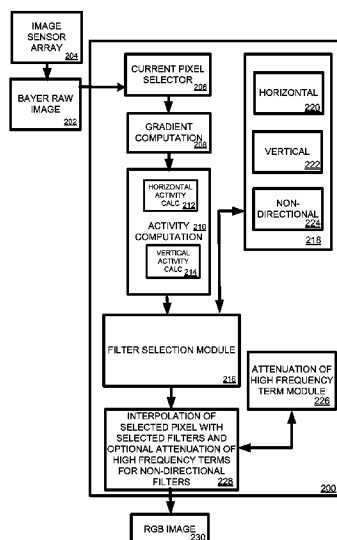 IMAGE
SENSOR
ARRAY
204
BAYER RAW
IMAGE
202
CURRENT PIXEL
SELECTOR
206
GRADIENT COMPUTATION
208
HORIZONTAL
ACTIVITY CALC
212
ACTIVITY 210
COMPUTATION
VERTICAL
ACTIVITY
CALC
214
HORIZONTAL
220
VERTICAL
222
NON-
DIRECTIONAL
224
218
FILTER SELECTION MODULE
216
ATTENUATION OF
HIGH FREQUENCY
TERM MODULE
226
INTERPOLATION OF
SELECTED PIXEL WITH
SELECTED FILTERS AND
OPTIONAL ATTENUATION OF
HIGH FREQUENCY TERMS
FOR NON-DIRECTIONAL
FILTERS
228
200
RGB IMAGE
230